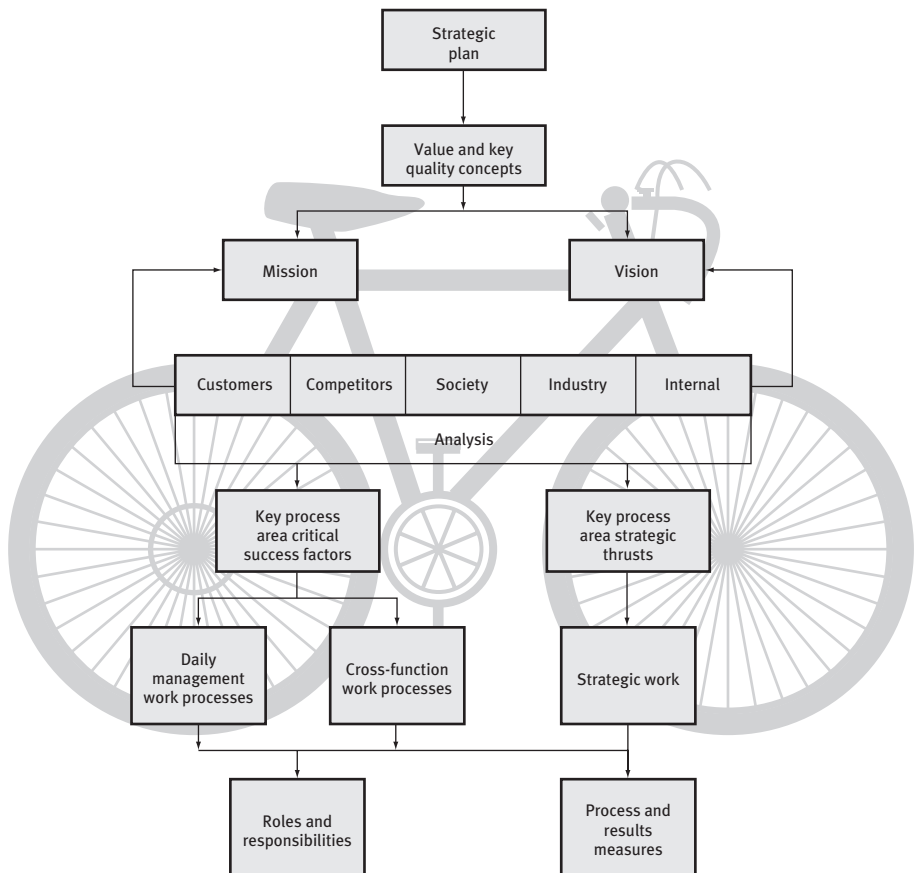 Strategic
plan
Value and key
quality concepts
Mission
Vision
Customers
Competitors
Society
Industry
Internal
Analysis
Key process
area critical
success factors
Key process
area strategic
thrusts
Daily
management
work processes
Cross-function
work processes
Strategic work
Roles and
responsibilities
Process and
results
measures